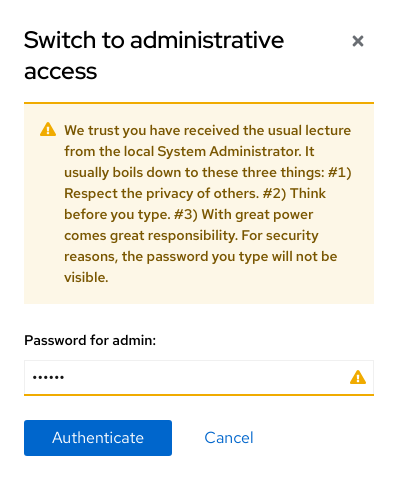 Switch to administrative
access
We trust you have received the usual lecture
from the local System Administrator. It
usually boils down to these three things: #1)
Respect the privacy of others. #2) Think
before you type. #3) With great power
comes great responsibility. For security
reasons, the password you type will not be
visible.
Password for admin:
••••••
Authenticate
Cancel